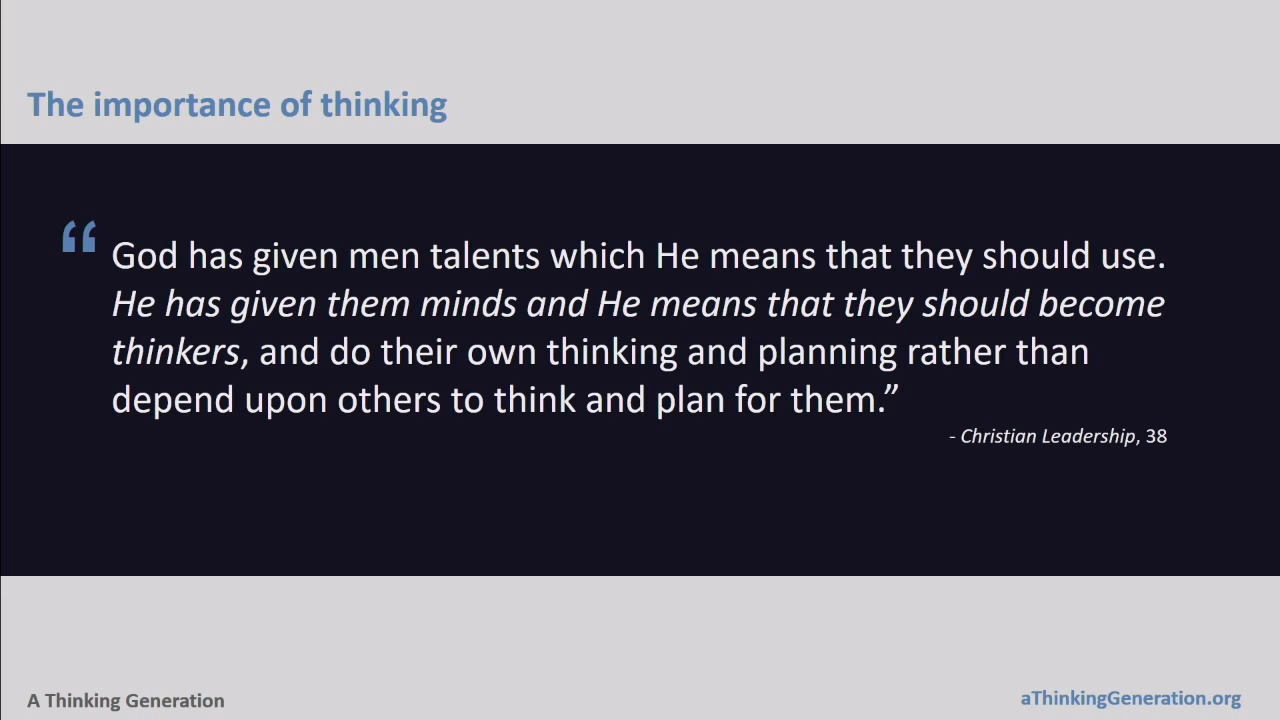 The importance of thinking
“God has given men talents which He means that they should use.
He has given them minds and He means that they should become
thinkers, and do their own thinking and planning rather than
depend upon others to think and plan for them.”
- Christian Leadership, 38
A Thinking Generation
aThinkingGeneration.org